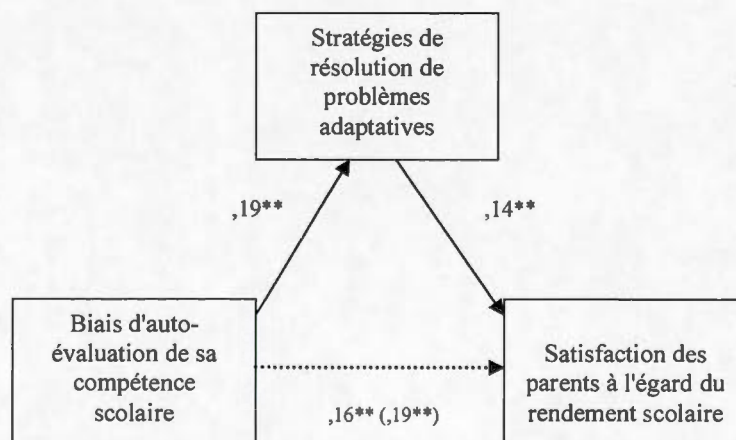 Stratégies de
résolution de
problèmes
adaptatives
,19**
,14**
Biais d'auto-
évaluation de sa
compétence
scolaire
Satisfaction des
parents à l'égard du
rendement scolaire
,16** (,19**)